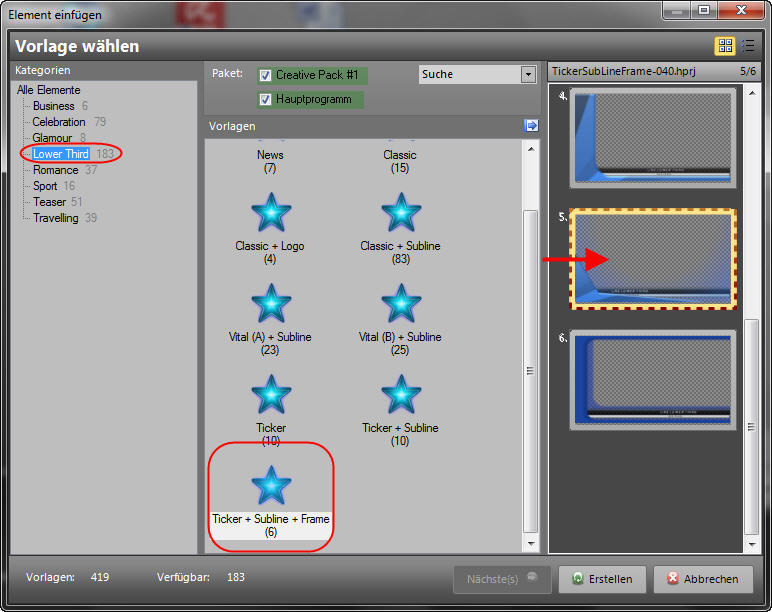 Element einfügen
Vorlage wählen
Kategorien
Alle Elemente
Business 6
Celebration 79
Glamour 8
Lower Third 183
Romance 37
Sport 16
Teaser 51
Travelling 39
Paket:
Creative Pack #1
Hauptprogramm
Suche
Vorlagen
News
(7)
Classic
(15)
Classic + Logo
(4)
Classic + Subline
(83)
Vital (A) + Subline
(23)
Vital (B) + Subline
(25)
Ticker
(10)
Ticker + Subline
(10)
Ticker + Subline + Frame
(6)
TickerSubLineFrame-040.hprj 5/6
4.
5.
6.
Vorlagen: 419
Verfügbar: 183
Nächste(s)
Erstellen
Abbrechen